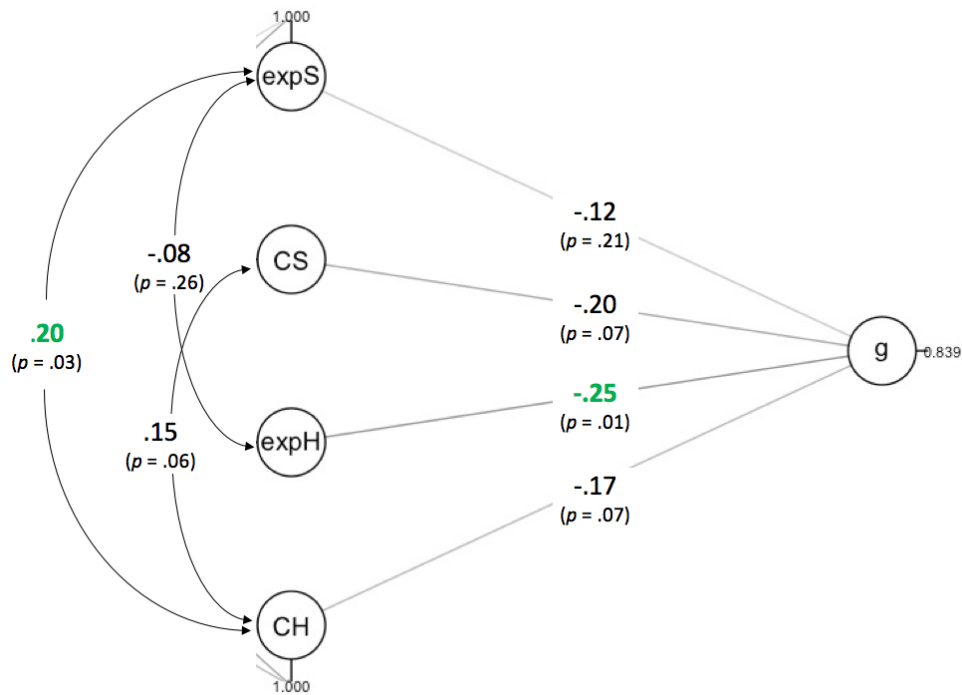 1.000
expS
-.12
(p = .21)
-.08
(p = .26)
CS
-.20
(p = .07)
.20
(p = .03)
g
0.839
-.25
(p = .01)
.15
(p = .06)
expH
-.17
(p = .07)
CH
1.000